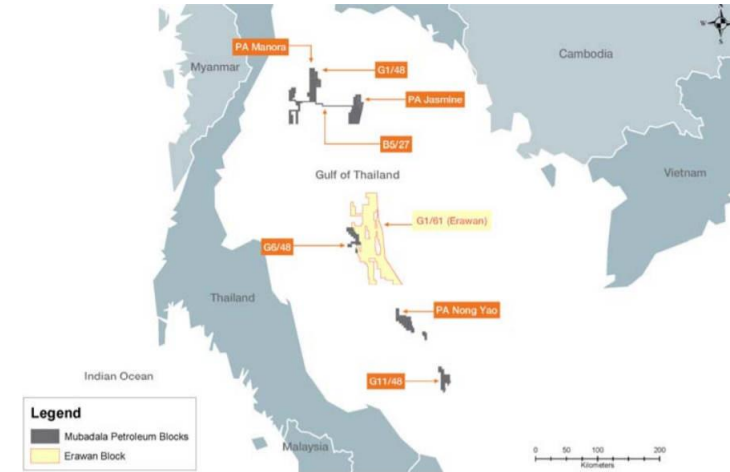 PA Manora
Myanmar
G1/48
Cambodia
PA Jasmine
B5/27
Gulf of Thailand
Vietnam
G1/61 (Erawan)
G6/48
Thailand
PA Nong Yao
Indian Ocean
G11/48
Legend
Mubadala Petroleum Blocks
Erawan Block
Malaysia
0 50 100 200
Kilometers
N
W
S